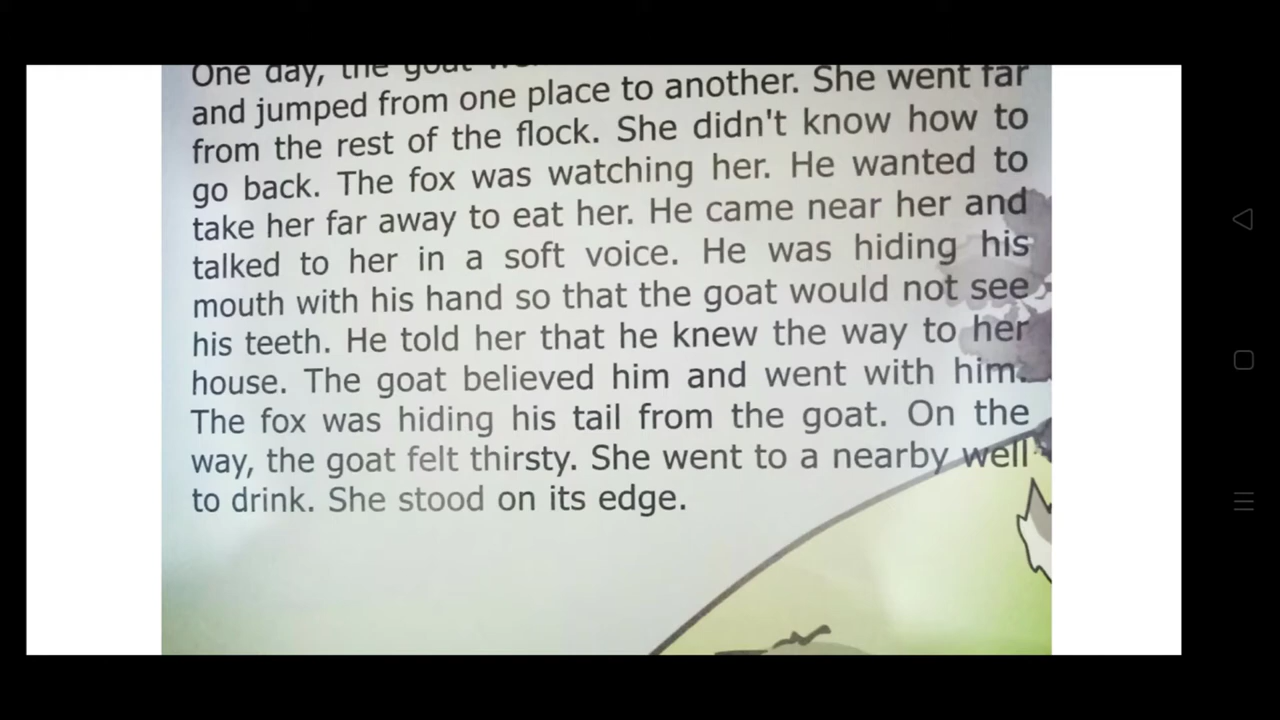 One day, the goat
and jumped from one place to another. She went far
from the rest of the flock. She didn't know how to
go back. The fox was watching her. He wanted to
take her far away to eat her. He came near her and
talked to her in a soft voice. He was hiding his
mouth with his hand so that the goat would not see
his teeth. He told her that he knew the way to her
house. The goat believed him and went with him.
The fox was hiding his tail from the goat. On the
way, the goat felt thirsty. She went to a nearby well
to drink. She stood on its edge.